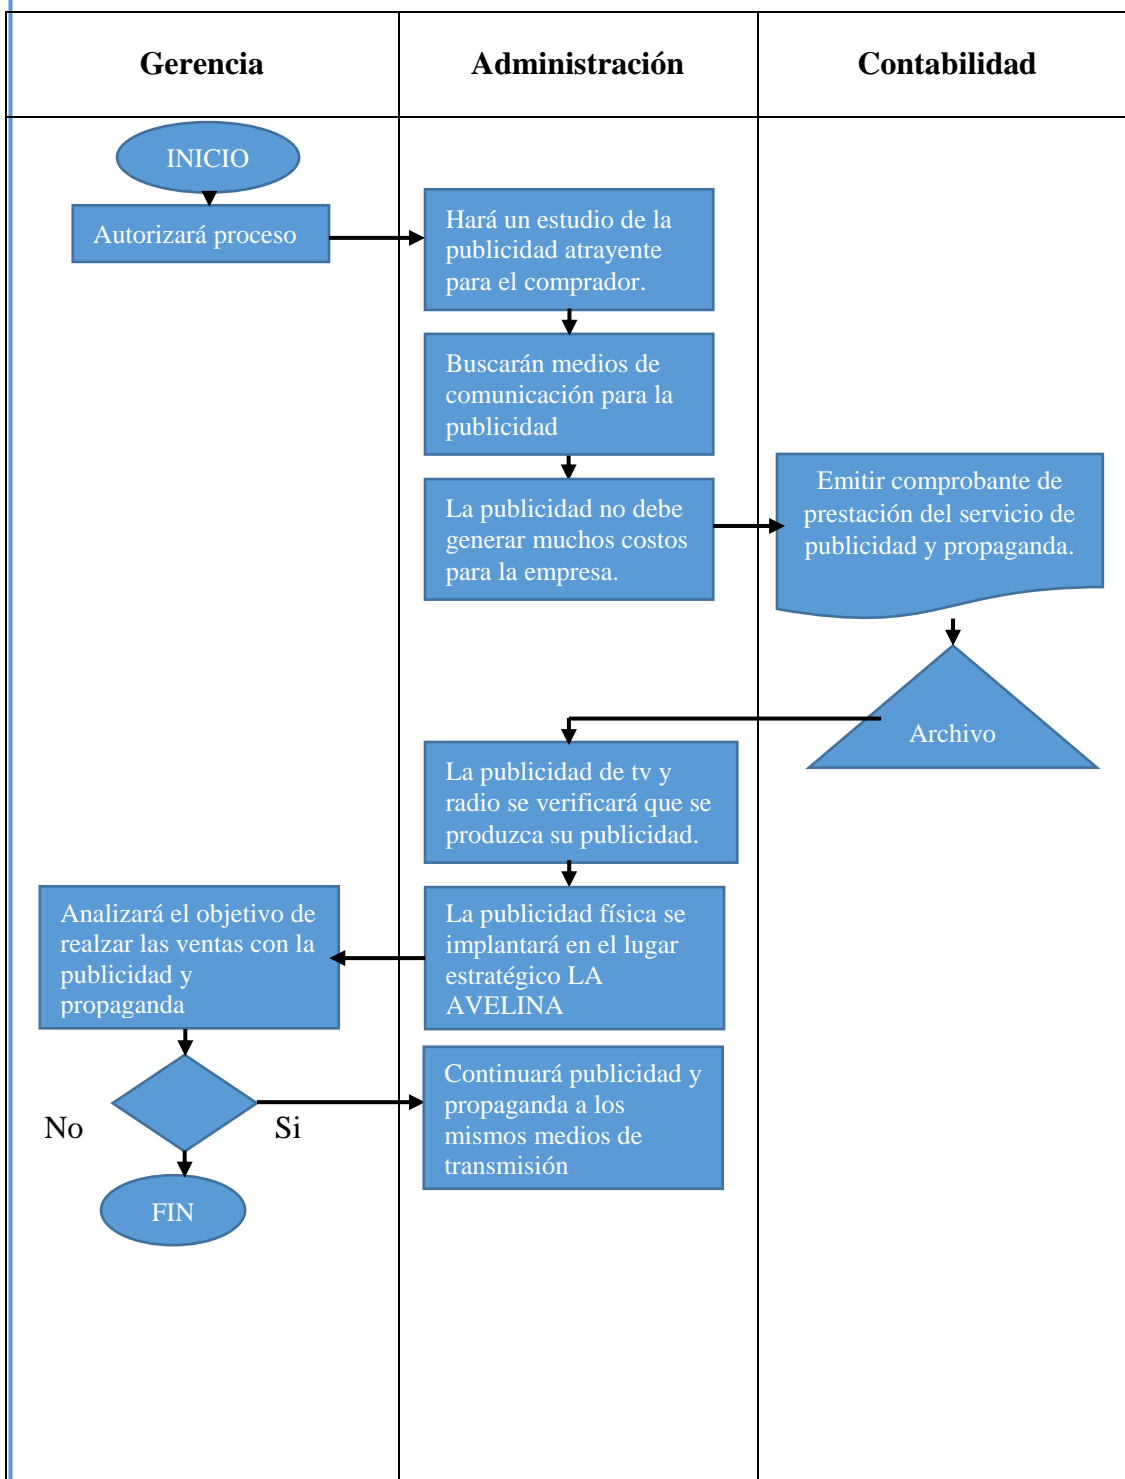 Gerencia
Administración
Contabilidad
INICIO
Autorizará proceso
Hará un estudio de la
publicidad atrayente
para el comprador.
Buscarán medios de
comunicación para la
publicidad
La publicidad no debe
generar muchos costos
para la empresa.
Emitir comprobante de
prestación del servicio de
publicidad y propaganda.
Archivo
La publicidad de tv y
radio se verificará que se
produzca su publicidad.
La publicidad física se
implantará en el lugar
estratégico LA
AVELINA
Analizará el objetivo de
realzar las ventas con la
publicidad y
propaganda
No
Si
Continuará publicidad y
propaganda a los
mismos medios de
transmisión
FIN